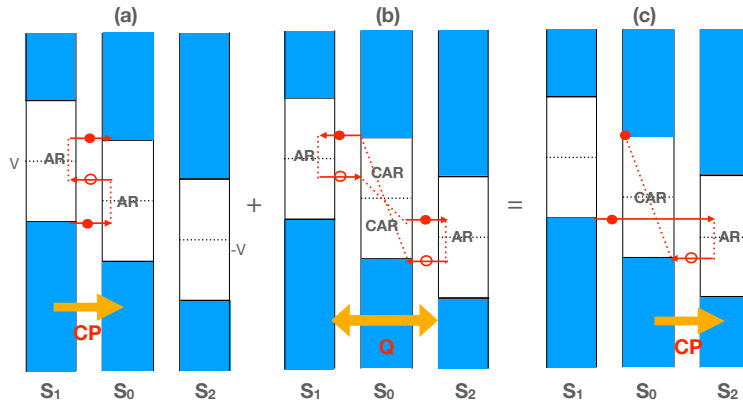 (a) (b) (c)
AR
V
AR
-V
CP
S1 S0 S2
+
AR
CAR
CAR
AR
Q
S1 S0 S2
=
CAR
AR
CP
S1 S0 S2